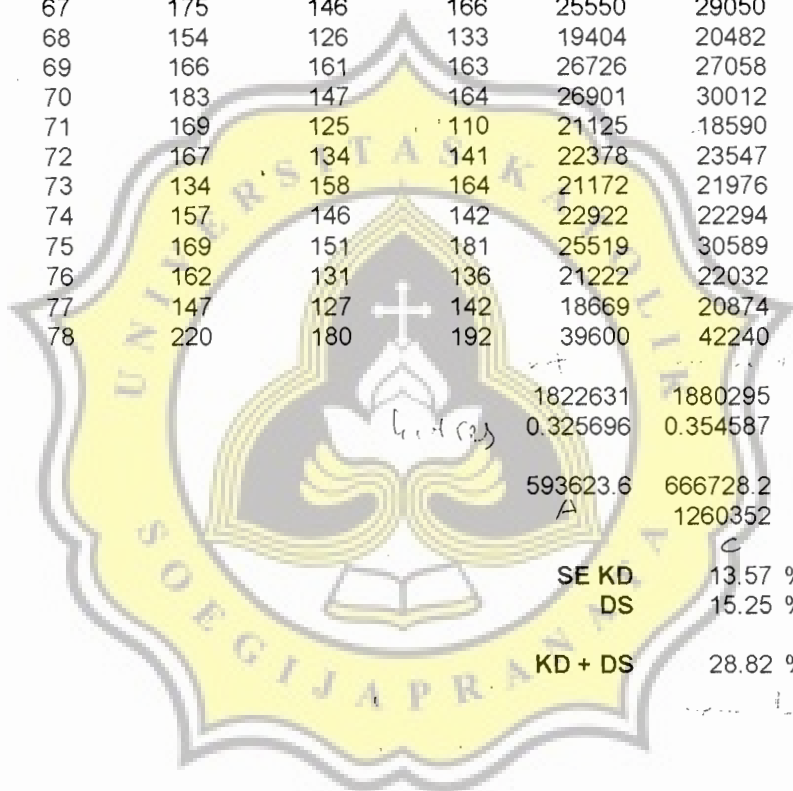 67 175 146 166 25550 29050
68 154 126 133 19404 20482
69 166 161 163 26726 27058
70 183 147 164 26901 30012
71 169 125 110 21125 18590
72 167 134 141 22378 23547
73 134 158 164 21172 21976
74 157 146 142 22922 22294
75 169 151 181 25519 30589
76 162 131 136 21222 22032
77 147 127 142 18669 20874
78 220 180 192 39600 42240
1822631 1880295
0.325696 0.354587
593623.6 666728.2
A 1260352
C
SE KD 13.57 %
DS 15.25 %
KD + DS 28.82 %
UNIVERSITAS KATOLIK
SOEGIJAPRANATA